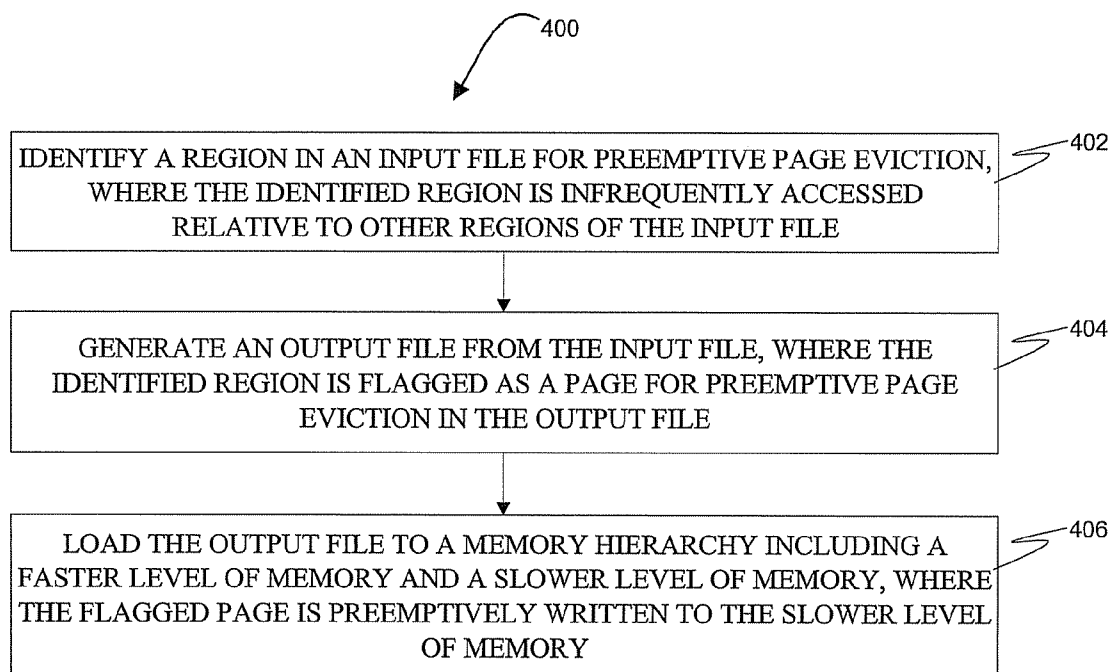 400
IDENTIFY A REGION IN AN INPUT FILE FOR PREEMPTIVE PAGE EVICTION,
WHERE THE IDENTIFIED REGION IS INFREQUENTLY ACCESSED
RELATIVE TO OTHER REGIONS OF THE INPUT FILE
402
GENERATE AN OUTPUT FILE FROM THE INPUT FILE, WHERE THE
IDENTIFIED REGION IS FLAGGED AS A PAGE FOR PREEMPTIVE PAGE
EVICTION IN THE OUTPUT FILE
404
LOAD THE OUTPUT FILE TO A MEMORY HIERARCHY INCLUDING A
FASTER LEVEL OF MEMORY AND A SLOWER LEVEL OF MEMORY, WHERE
THE FLAGGED PAGE IS PREEMPTIVELY WRITTEN TO THE SLOWER LEVEL
OF MEMORY
406